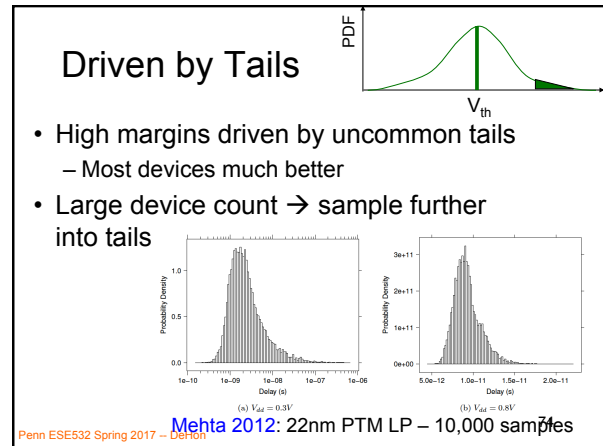 PDF
Driven by Tails
V_th
• High margins driven by uncommon tails
– Most devices much better
• Large device count → sample further
into tails
Probability Density
1.0
0.5
0.0
1e−10 1e−09 1e−08 1e−07 1e−06
Delay (s)
(a) V_dd = 0.3V
Probability Density
3e+11
2e+11
1e+11
0e+00
5.0e−12 1.0e−11 1.5e−11 2.0e−11
Delay (s)
(b) V_dd = 0.8V
Mehta 2012: 22nm PTM LP – 10,000 samples
Penn ESE532 Spring 2017 -- DeHon
74